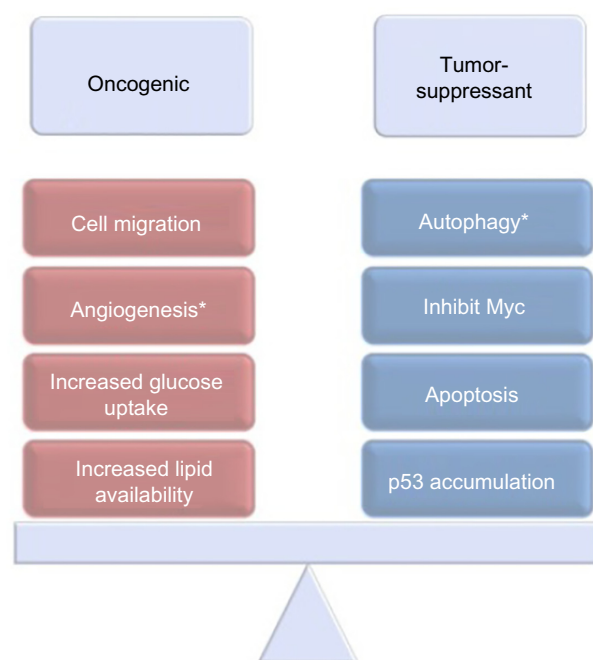 Oncogenic
Tumor-
suppressant
Cell migration
Angiogenesis*
Increased glucose
uptake
Increased lipid
availability
Autophagy*
Inhibit Myc
Apoptosis
p53 accumulation